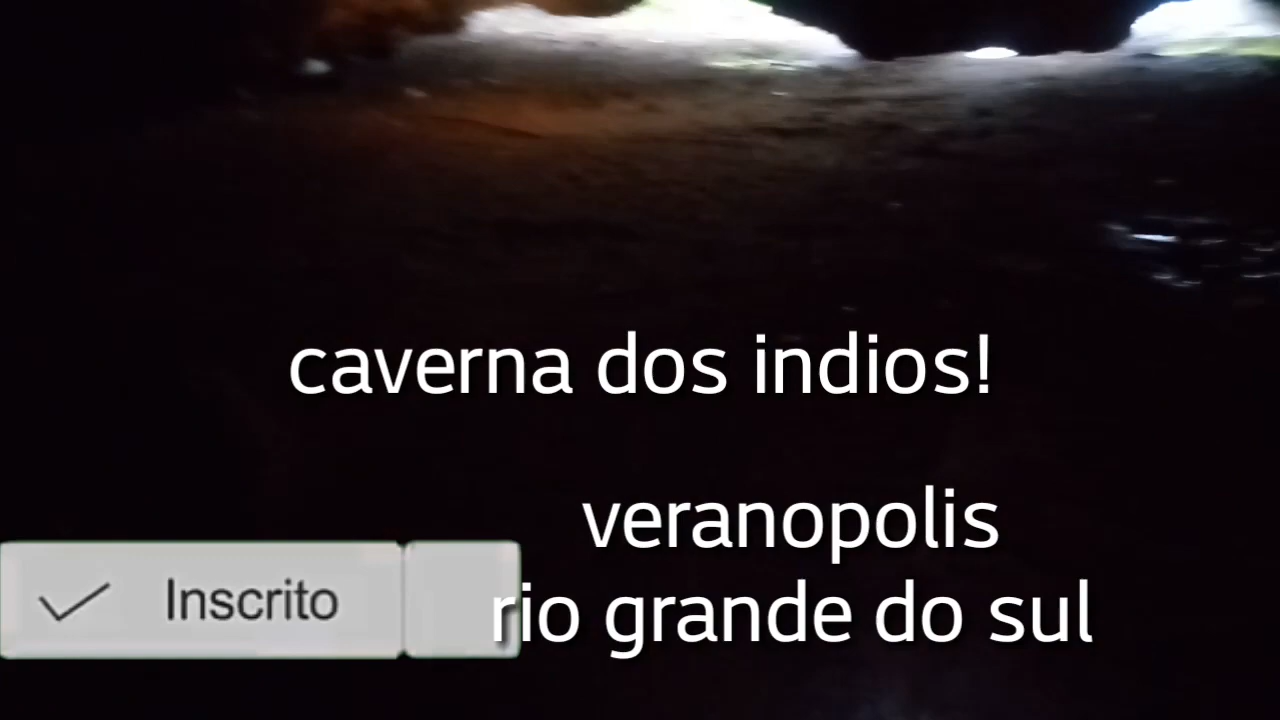 caverna dos indios!
veranopolis
rio grande do sul
Inscrito